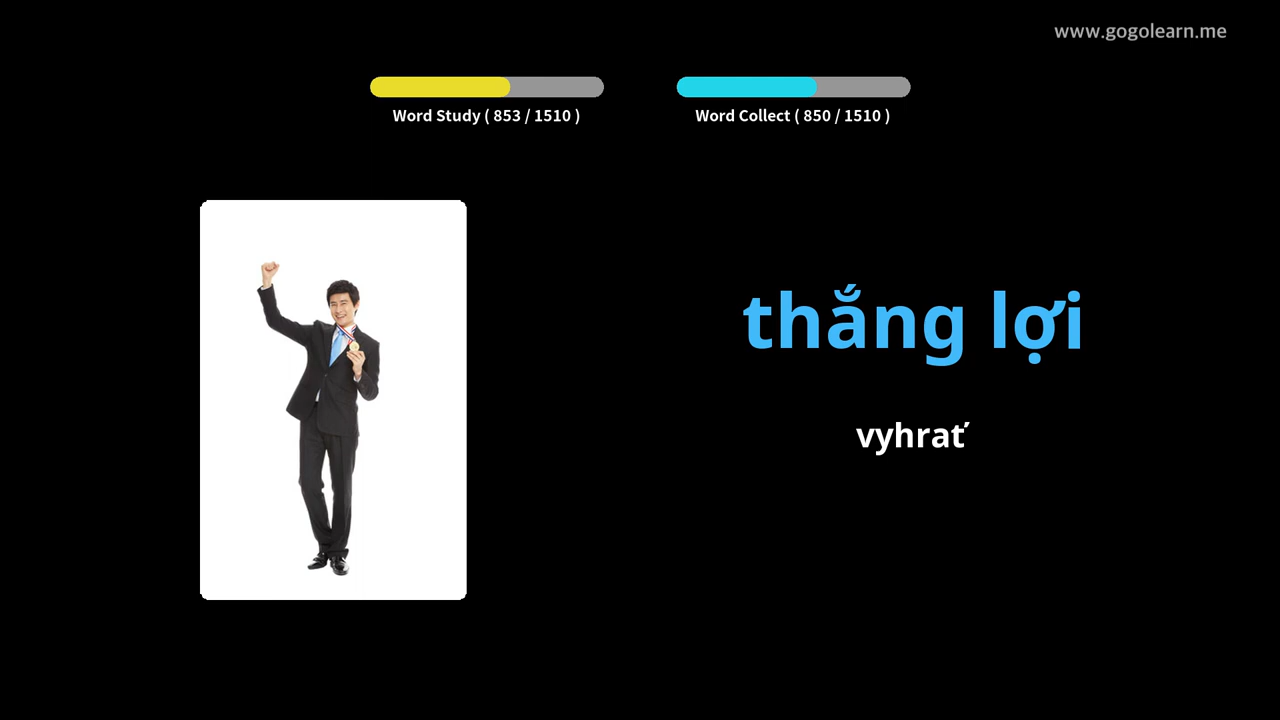 www.gogolearn.me
Word Study ( 853 / 1510 )
Word Collect ( 850 / 1510 )
thắng lợi
vyhrať